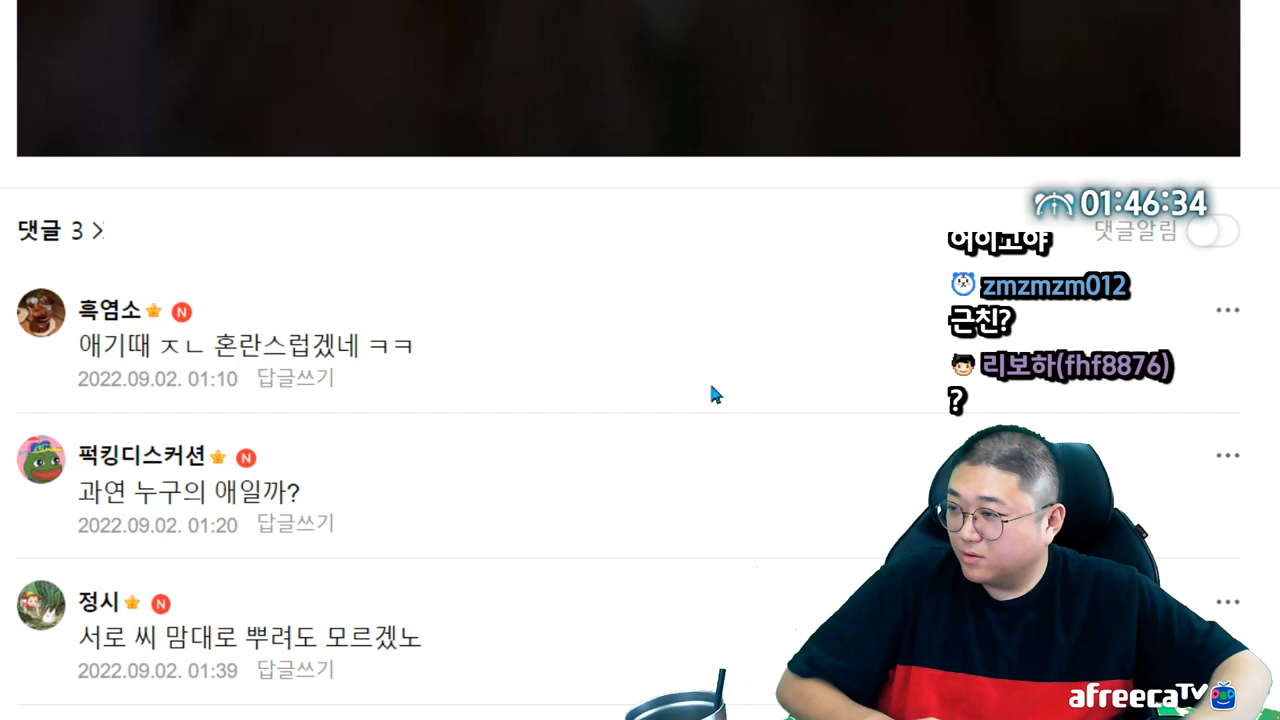 01:46:34
댓글 3
댓글알림
어이고야
zmzmzm012
근친?
리보하(fhf8876)
?
흑염소 N
애기때 ㅈㄴ 혼란스럽겠네 ㅋㅋ
2022.09.02. 01:10 답글쓰기
퍽킹디스커션 N
과연 누구의 애일까?
2022.09.02. 01:20 답글쓰기
정시 N
서로 씨 맘대로 뿌려도 모르겠노
2022.09.02. 01:39 답글쓰기
afreecaTV